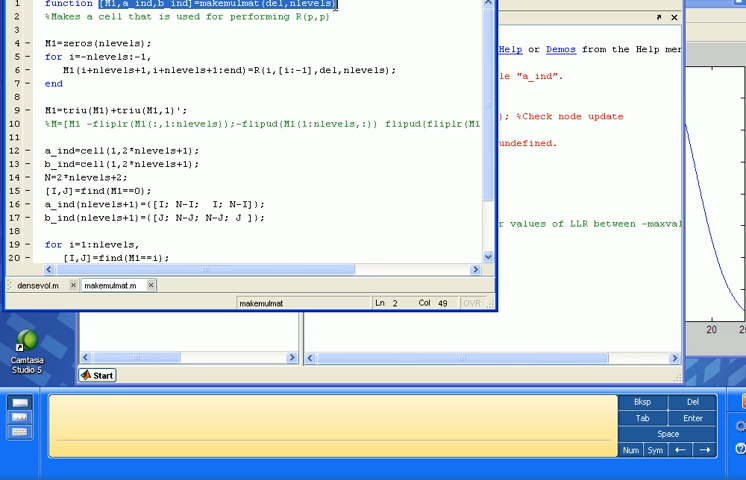 function [M1,a_ind,b_ind]=makemulmat(del,nlevels)
%Makes a cell that is used for performing R(p,p)
4 - M1=zeros(nlevels);
5 - for i=-nlevels:-1,
6 - M1(i+nlevels+1,i+nlevels+1:end)=R(i,[i:-1],del,nlevels);
7 - end
8
9 - M1=triu(M1)+triu(M1,1)';
10 %M=[M1 -fliplr(M1(:,1:nlevels));-flipud(M1(1:nlevels,:)) flipud(fliplr(M1
11
12 - a_ind=cell(1,2*nlevels+1);
13 - b_ind=cell(1,2*nlevels+1);
14 - N=2*nlevels+2;
15 - [I,J]=find(M1==0);
16 - a_ind(nlevels+1)=([I; N-I; I; N-I]);
17 - b_ind(nlevels+1)=([J; N-J; N-J; J ]);
18
19 - for i=1:nlevels,
20 - [I,J]=find(M1==i);
densevol.m
makemulmat.m
makemulmat
Ln 2 Col 49 OVR
Help or Demos from the Help mer
le "a_ind".
); %Check node update
undefined.
r values of LLR between -maxval
20 25
Camtasia
Studio 5
Start
Bksp Del
Tab Enter
Space
Num Sym ← →